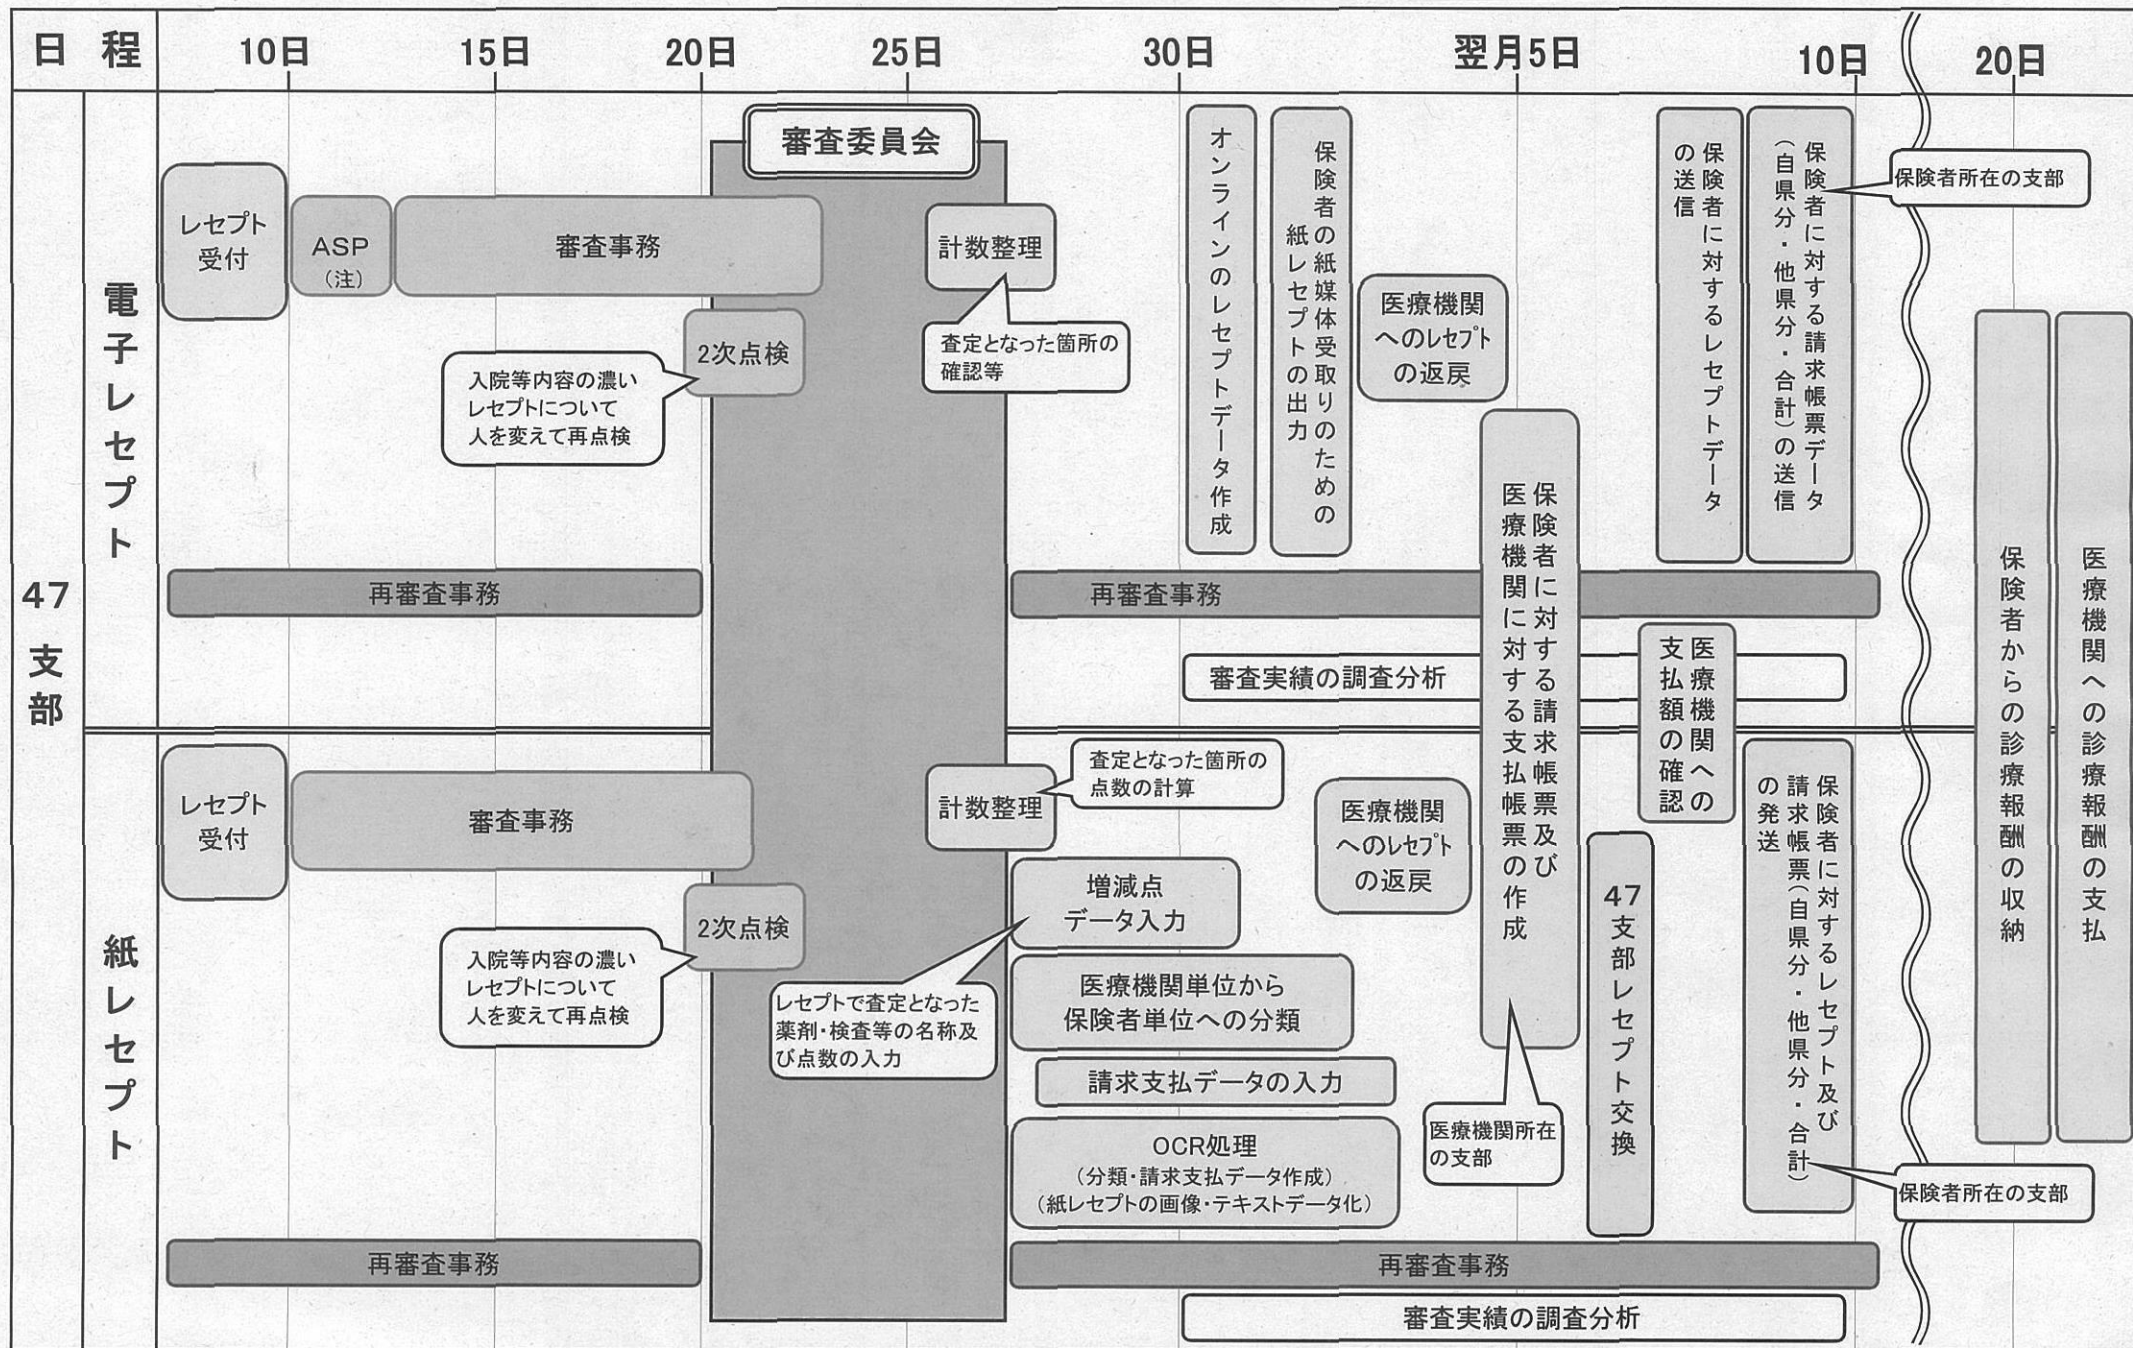 日程
10日
15日
20日
25日
30日
翌月5日
10日
20日
47支部
電子レセプト
レセプト
受付
ASP
（注）
審査事務
審査委員会
2次点検
入院等内容の濃い
レセプトについて
人を変えて再点検
計数整理
査定となった箇所の
確認等
オンラインのレセプトデータ作成
保険者の紙媒体受取りのための
紙レセプトの出力
医療機関
へのレセプト
の返戻
保険者に対するレセプトデータ
の送信
保険者に対する請求帳票データ
（自県分・他県分・合計）の送信
保険者所在の支部
再審査事務
再審査事務
審査実績の調査分析
保険者に対する請求帳票及び
医療機関に対する支払帳票の作成
医療機関所在
の支部
医療機関への
支払額の確認
保険者からの診療報酬の収納
医療機関への診療報酬の支払
紙レセプト
レセプト
受付
審査事務
2次点検
入院等内容の濃い
レセプトについて
人を変えて再点検
計数整理
査定となった箇所の
点数の計算
増減点
データ入力
レセプトで査定となった
薬剤・検査等の名称及
び点数の入力
医療機関単位から
保険者単位への分類
請求支払データの入力
OCR処理
（分類・請求支払データ作成）
（紙レセプトの画像・テキストデータ化）
医療機関
へのレセプト
の返戻
47支部レセプト交換
保険者に対するレセプト及び
請求帳票（自県分・他県分・合計）
の発送
保険者所在の支部
再審査事務
再審査事務
審査実績の調査分析